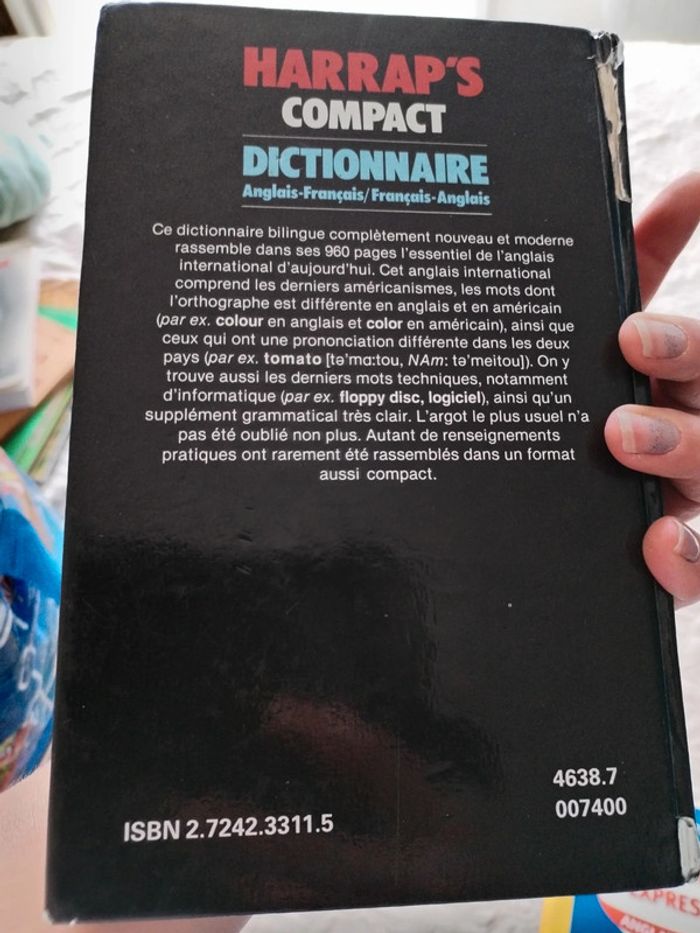 HARRAP'S
COMPACT
DICTIONNAIRE
Anglais-Français/Français-Anglais
Ce dictionnaire bilingue complètement nouveau et moderne
rassemble dans ses 960 pages l'essentiel de l'anglais
international d'aujourd'hui. Cet anglais international
comprend les derniers américanismes, les mots dont
l'orthographe est différente en anglais et en américain
(par ex. colour en anglais et color en américain), ainsi que
ceux qui ont une prononciation différente dans les deux
pays (par ex. tomato [tə'mɑːtou, NAm: tə'meitou]). On y
trouve aussi les derniers mots techniques, notamment
d'informatique (par ex. floppy disc, logiciel), ainsi qu'un
supplément grammatical très clair. L'argot le plus usuel n'a
pas été oublié non plus. Autant de renseignements
pratiques ont rarement été rassemblés dans un format
aussi compact.
4638.7
007400
ISBN 2.7242.3311.5